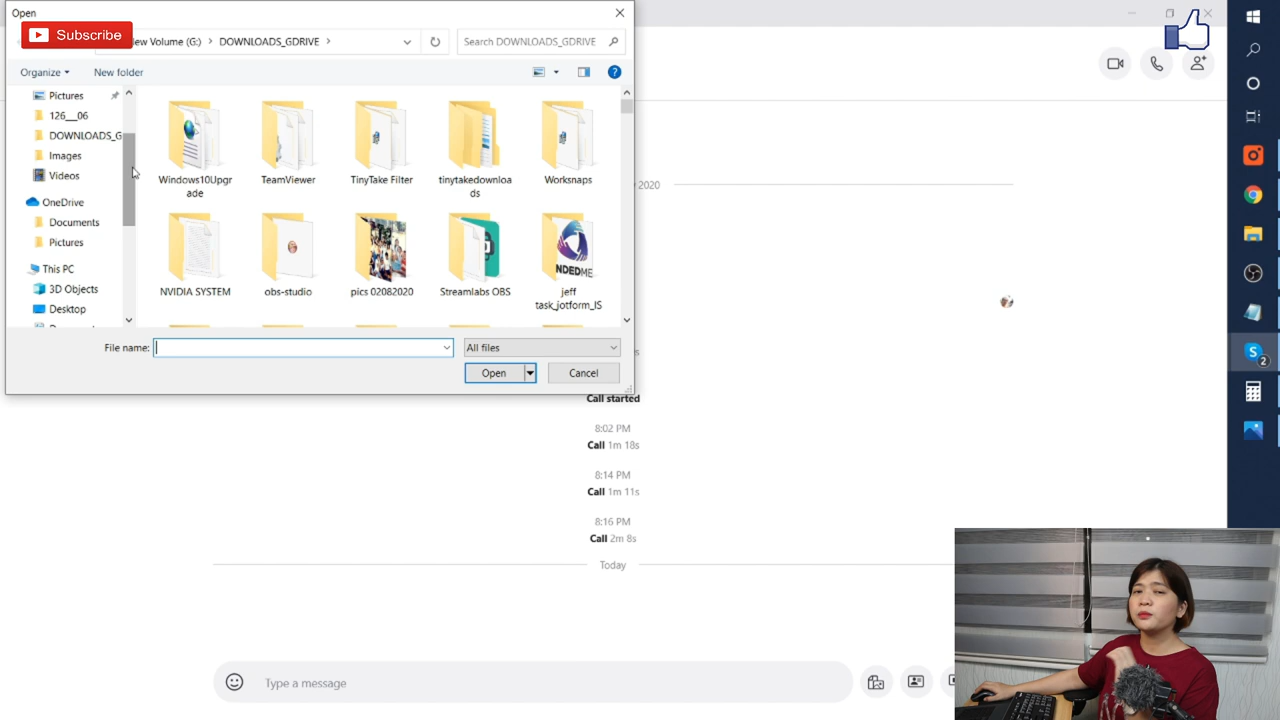 Open
Subscribe
ew Volume (G:) > DOWNLOADS_GDRIVE >
Search DOWNLOADS_GDRIVE
Organize
New folder
Pictures
126__06
DOWNLOADS_G
Images
Videos
OneDrive
Documents
Pictures
This PC
3D Objects
Desktop
Windows10Upgr
ade
TeamViewer
TinyTake Filter
tinytakedownloa
ds
Worksnaps
NVIDIA SYSTEM
obs-studio
pics 02082020
Streamlabs OBS
NDEDME
jeff
task_jotform_IS
File name:
All files
Open
Cancel
2020
Call started
8:02 PM
Call 1m 18s
8:14 PM
Call 1m 11s
8:16 PM
Call 2m 8s
Today
Type a message
S
2